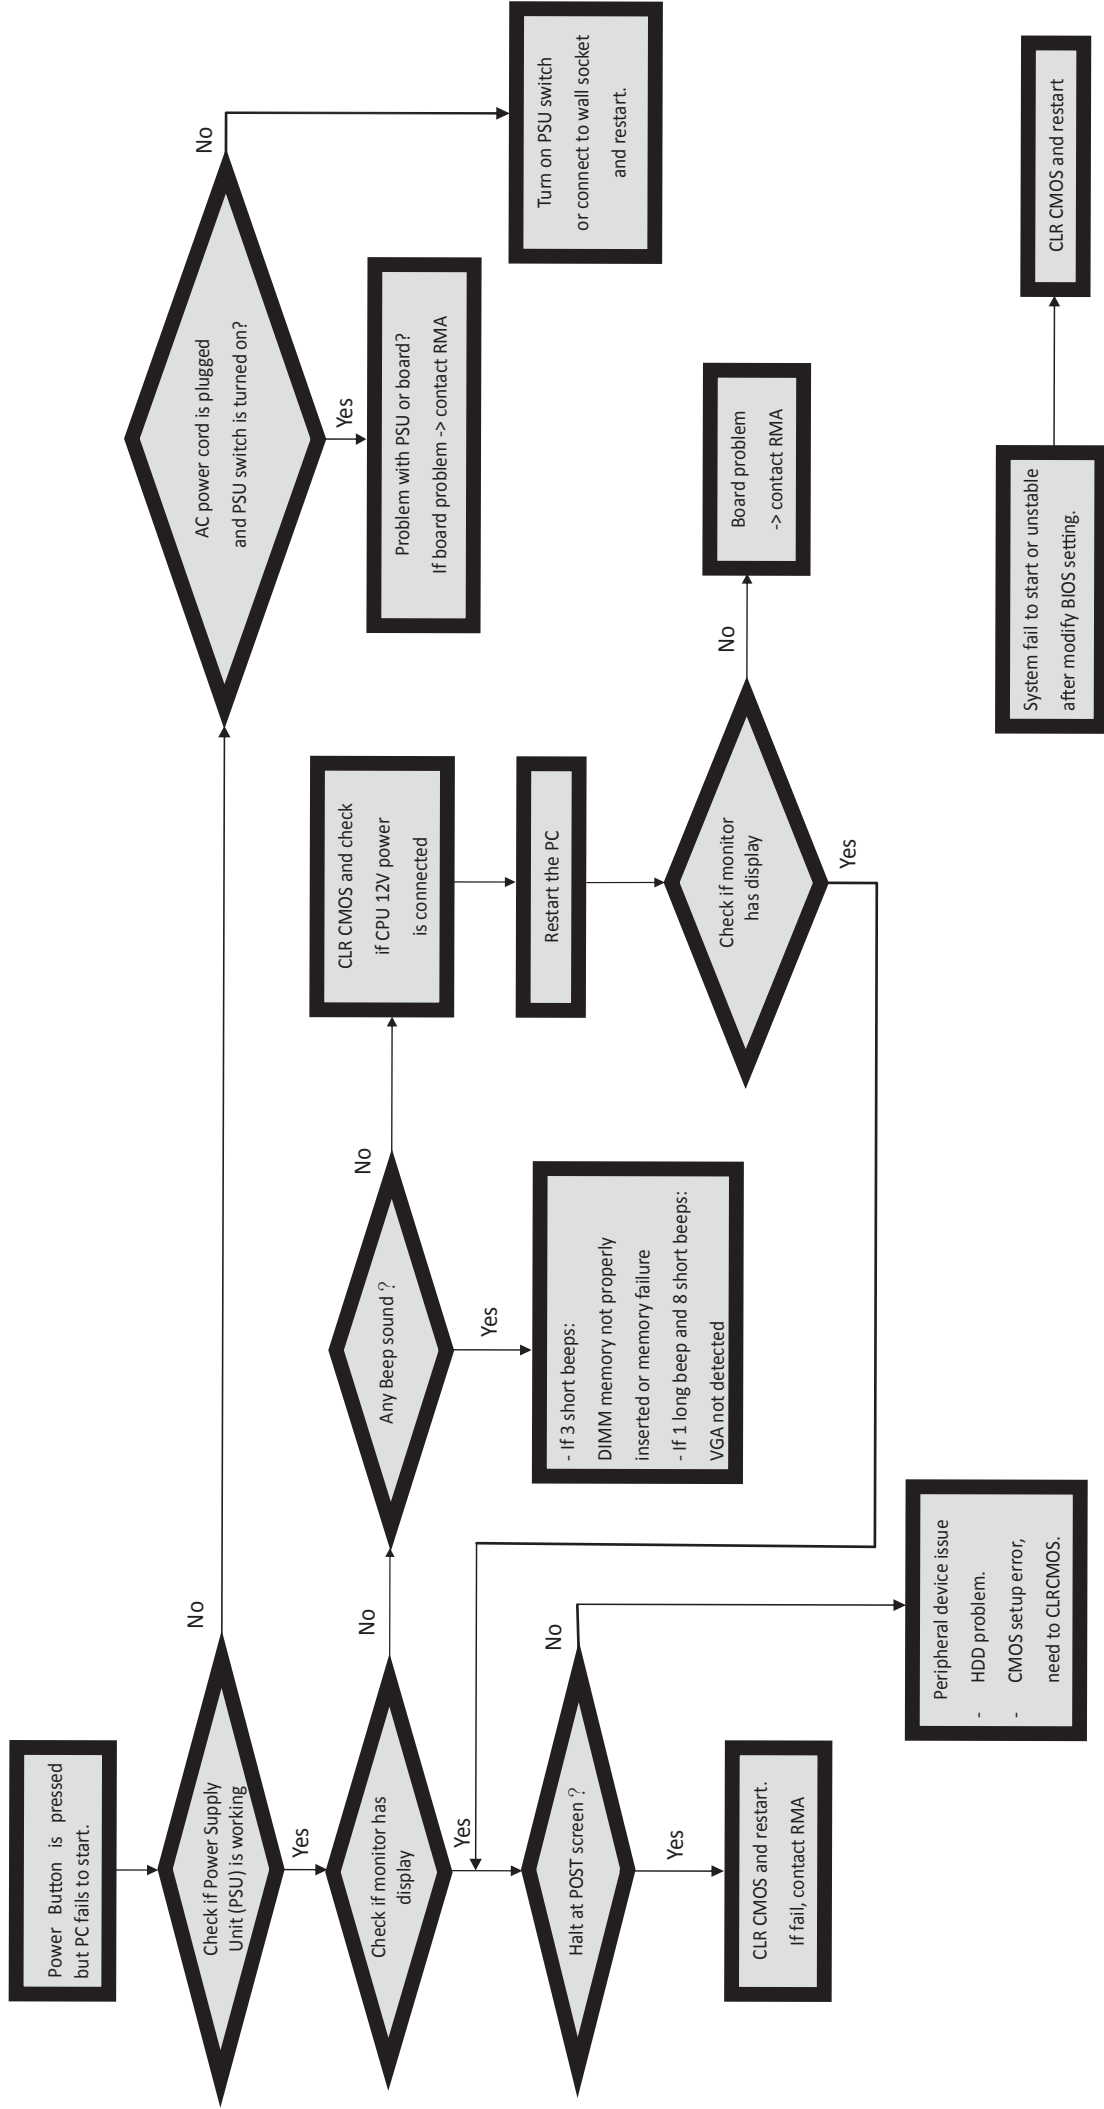 Power Button is pressed
but PC fails to start.
Check if Power Supply
Unit (PSU) is working
No
Yes
AC power cord is plugged
and PSU switch is turned on?
No
Yes
Turn on PSU switch
or connect to wall socket
and restart.
Problem with PSU or board?
If board problem -> contact RMA
Check if monitor has
display
No
Yes
Any Beep sound？
No
Yes
- If 3 short beeps:
DIMM memory not properly
inserted or memory failure
- If 1 long beep and 8 short beeps:
VGA not detected
CLR CMOS and check
if CPU 12V power
is connected
Restart the PC
Check if monitor
has display
No
Yes
Board problem
-> contact RMA
Halt at POST screen？
No
Yes
CLR CMOS and restart.
If fail, contact RMA
Peripheral device issue
- HDD problem.
- CMOS setup error,
need to CLRCMOS.
System fail to start or unstable
after modify BIOS setting.
CLR CMOS and restart